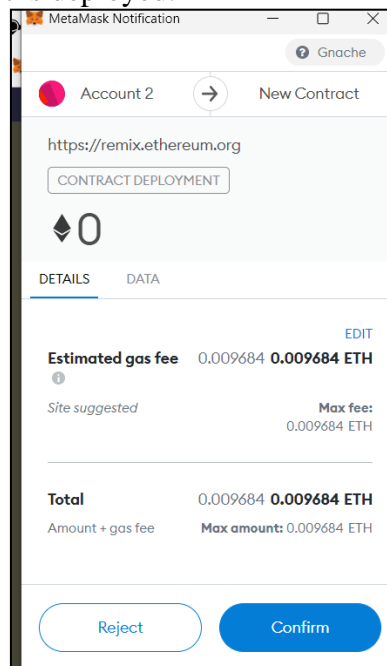 deployed.
MetaMask Notification
? Gnache
Account 2 New Contract
https://remix.ethereum.org
CONTRACT DEPLOYMENT
0
DETAILS DATA
EDIT
Estimated gas fee 0.009684 0.009684 ETH
Site suggested Max fee:
0.009684 ETH
Total 0.009684 0.009684 ETH
Amount + gas fee Max amount: 0.009684 ETH
Reject Confirm